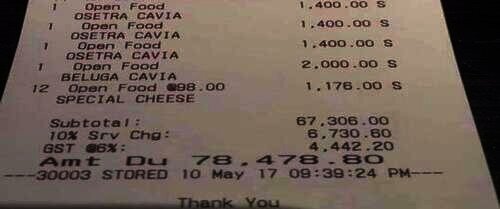 1 Open Food 1,400.00 S
OSETRA CAVIA
1 Open Food 1,400.00 S
OSETRA CAVIA
1 Open Food 1,400.00 S
OSETRA CAVIA
1 Open Food 2,000.00 S
BELUGA CAVIA
12 Open Food @98.00 1,176.00 S
SPECIAL CHEESE
Subtotal: 67,306.00
10% Srv Chg: 6,730.60
GST @6%: 4,442.20
Amt Du 78,478.80
---30003 STORED 10 May 17 09:39:24 PM---
Thank You